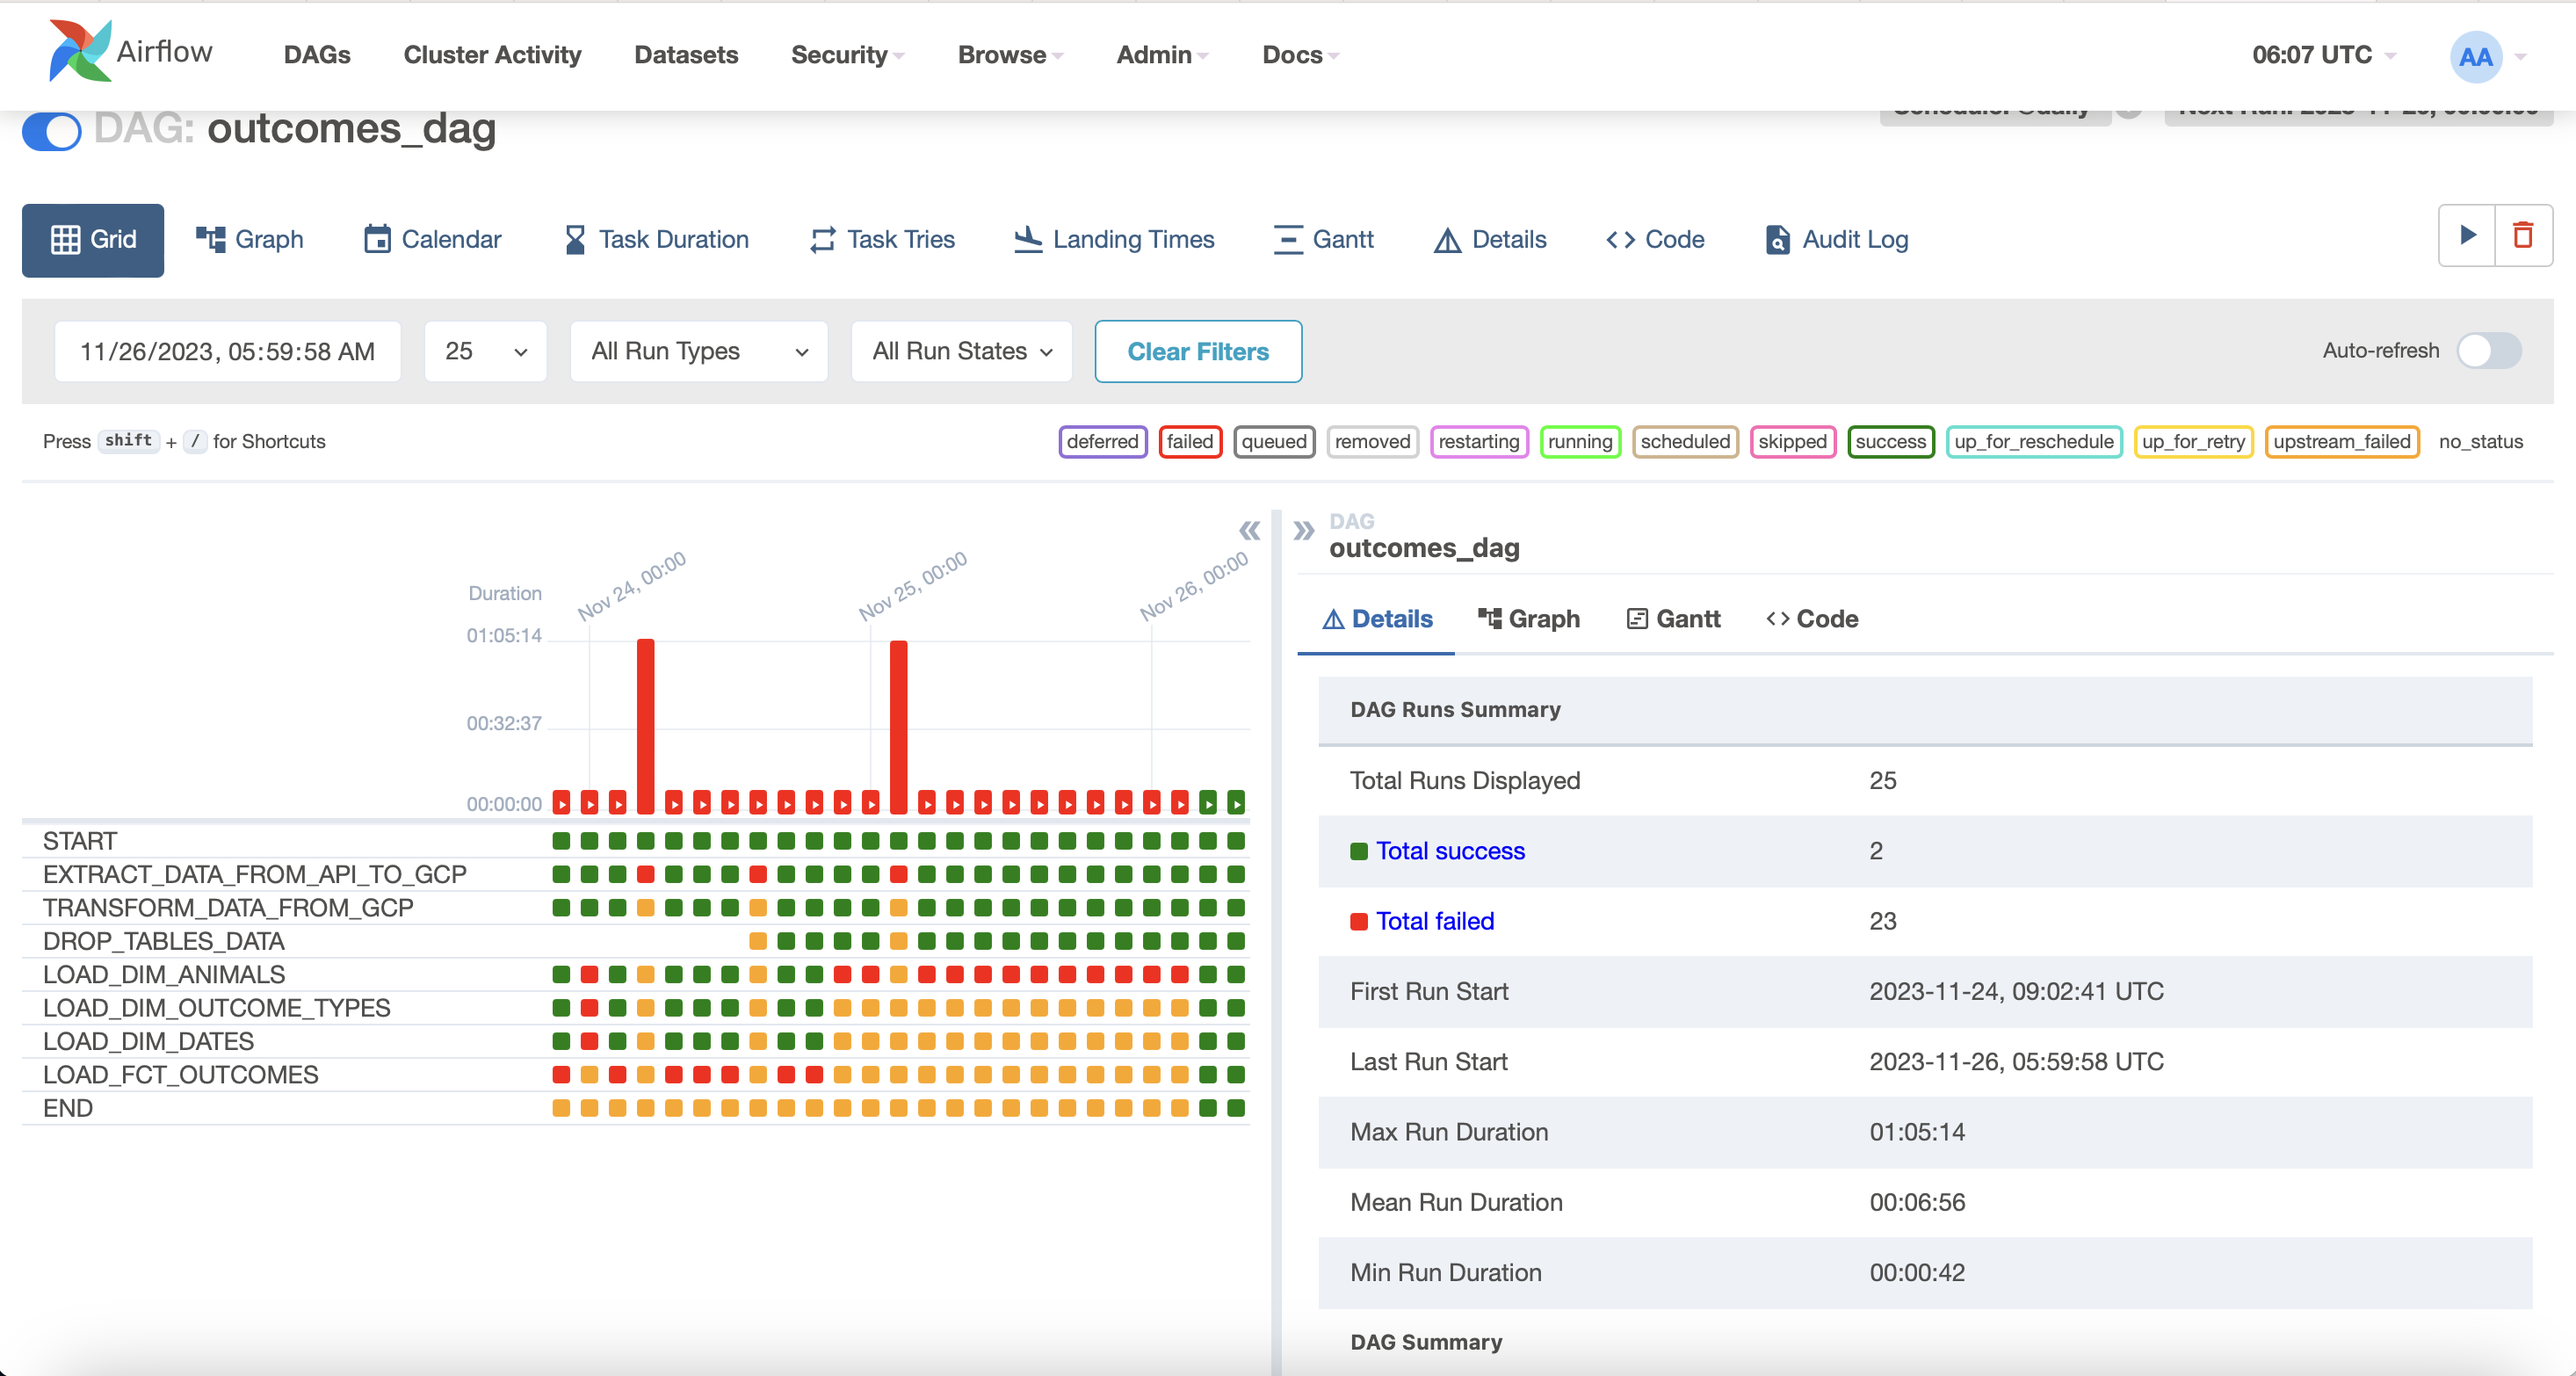 Airflow DAGs Cluster Activity Datasets Security Browse Admin Docs 06:07 UTC AA
DAG: outcomes_dag
Grid Graph Calendar Task Duration Task Tries Landing Times Gantt Details Code Audit Log
11/26/2023, 05:59:58 AM 25 All Run Types All Run States Clear Filters Auto-refresh
Press shift + / for Shortcuts
deferred failed queued removed restarting running scheduled skipped success up_for_reschedule up_for_retry upstream_failed no_status
Duration
Nov 24, 00:00
Nov 25, 00:00
Nov 26, 00:00
01:05:14
00:32:37
00:00:00
START
EXTRACT_DATA_FROM_API_TO_GCP
TRANSFORM_DATA_FROM_GCP
DROP_TABLES_DATA
LOAD_DIM_ANIMALS
LOAD_DIM_OUTCOME_TYPES
LOAD_DIM_DATES
LOAD_FCT_OUTCOMES
END
DAG
outcomes_dag
Details Graph Gantt Code
DAG Runs Summary
Total Runs Displayed 25
Total success 2
Total failed 23
First Run Start 2023-11-24, 09:02:41 UTC
Last Run Start 2023-11-26, 05:59:58 UTC
Max Run Duration 01:05:14
Mean Run Duration 00:06:56
Min Run Duration 00:00:42
DAG Summary